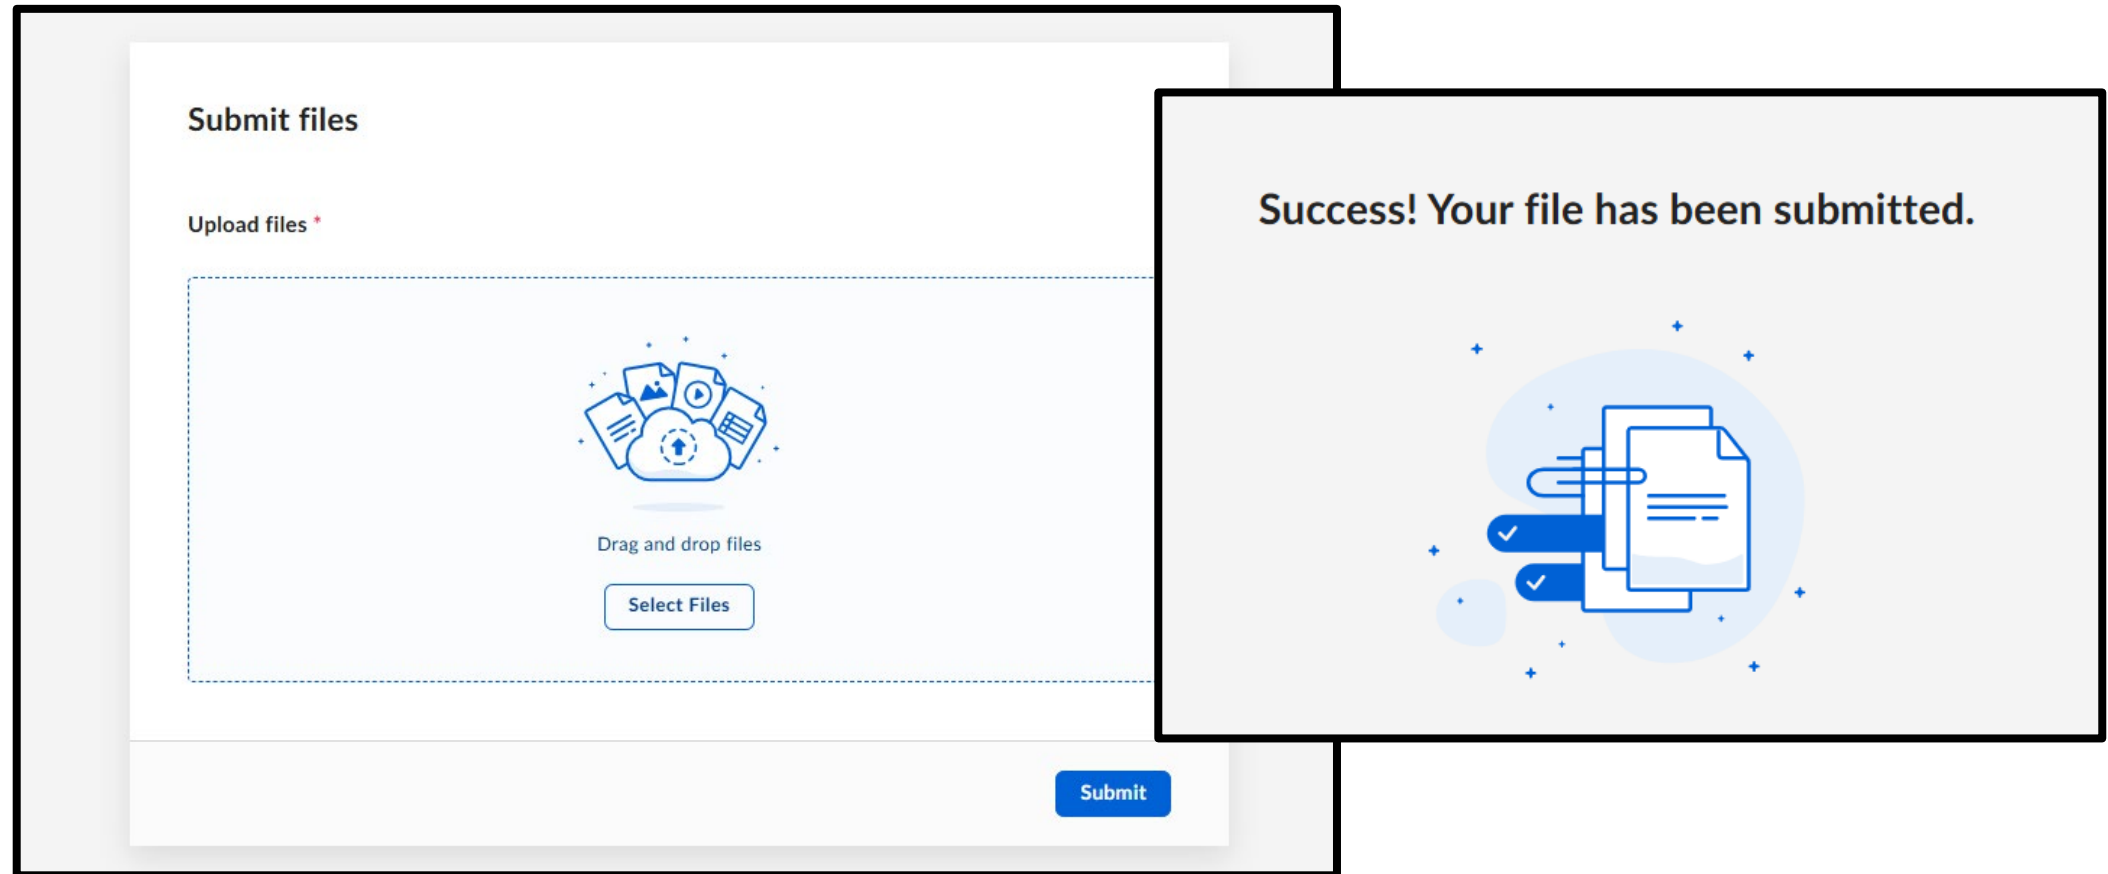 Submit files
Upload files *
Drag and drop files
Select Files
Submit
Success! Your file has been submitted.